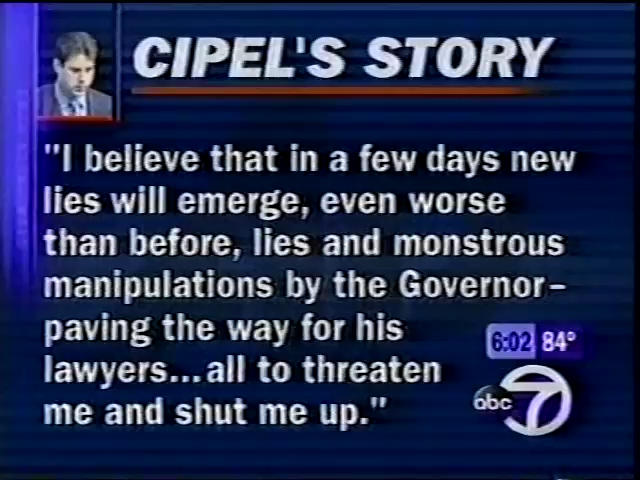 CIPEL'S STORY
"I believe that in a few days new
lies will emerge, even worse
than before, lies and monstrous
manipulations by the Governor–
paving the way for his
lawyers...all to threaten
me and shut me up."
6:02 84°
abc 7